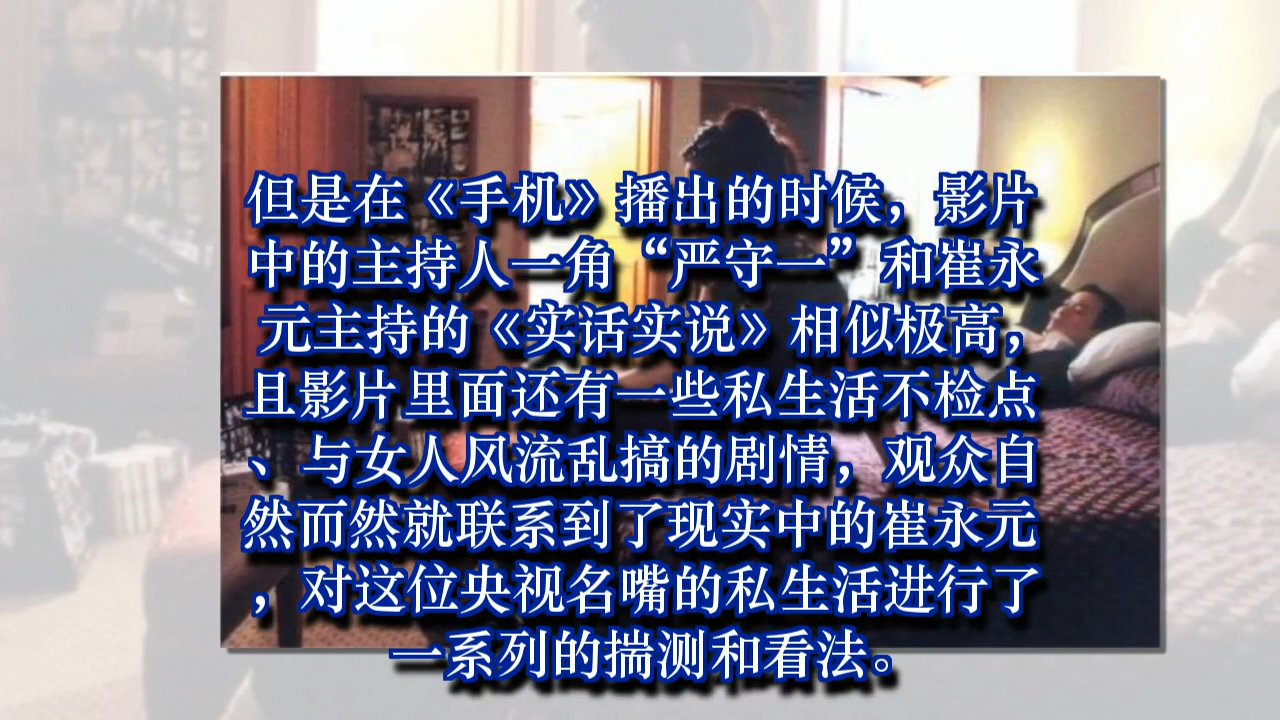 但是在《手机》播出的时候，影片
中的主持人一角“严守一”和崔永
元主持的《实话实说》相似极高，
且影片里面还有一些私生活不检点
、与女人风流乱搞的剧情，观众自
然而然就联系到了现实中的崔永元
，对这位央视名嘴的私生活进行了
一系列的揣测和看法。